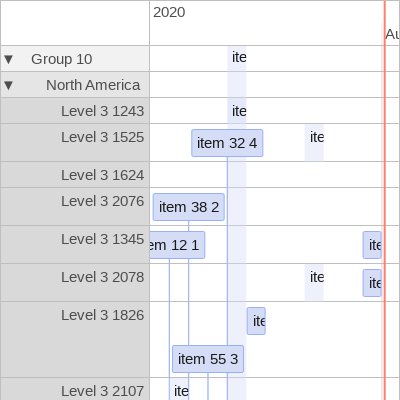 2020
Au
▼ Group 10 ite
▼ North America
Level 3 1243 ite
Level 3 1525 item 32 4 ite
Level 3 1624
Level 3 2076 item 38 2
Level 3 1345 em 12 1 ite
Level 3 2078 ite ite
Level 3 1826 ite
item 55 3
Level 3 2107 ite